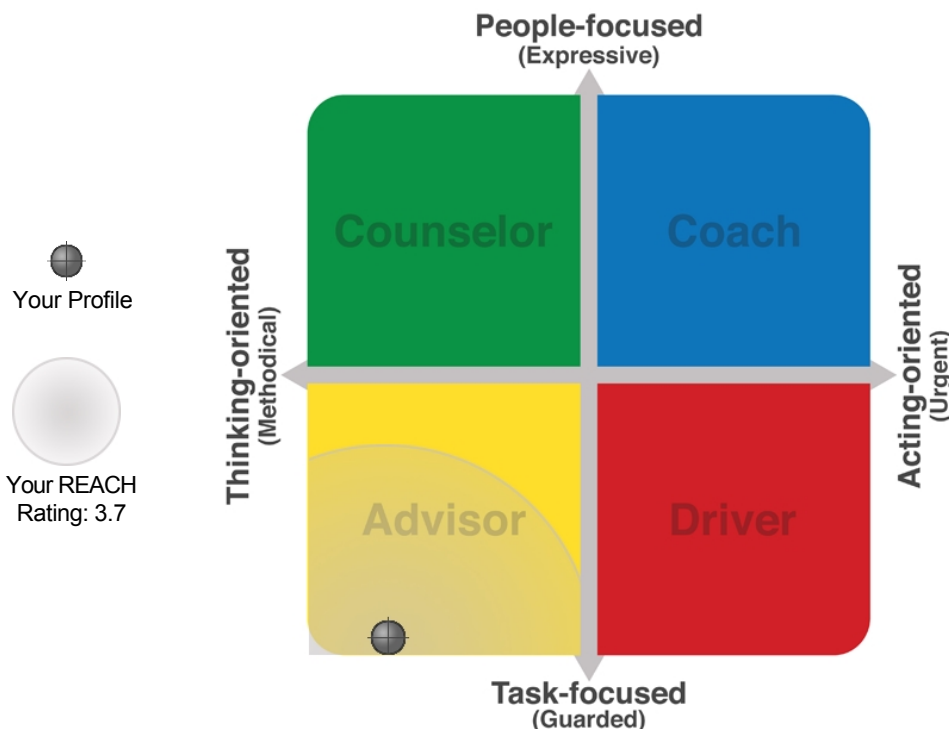 People-focused
(Expressive)
Counselor
Coach
Your Profile
Thinking-oriented
(Methodical)
Acting-oriented
(Urgent)
Your REACH
Rating: 3.7
Advisor
Driver
Task-focused
(Guarded)